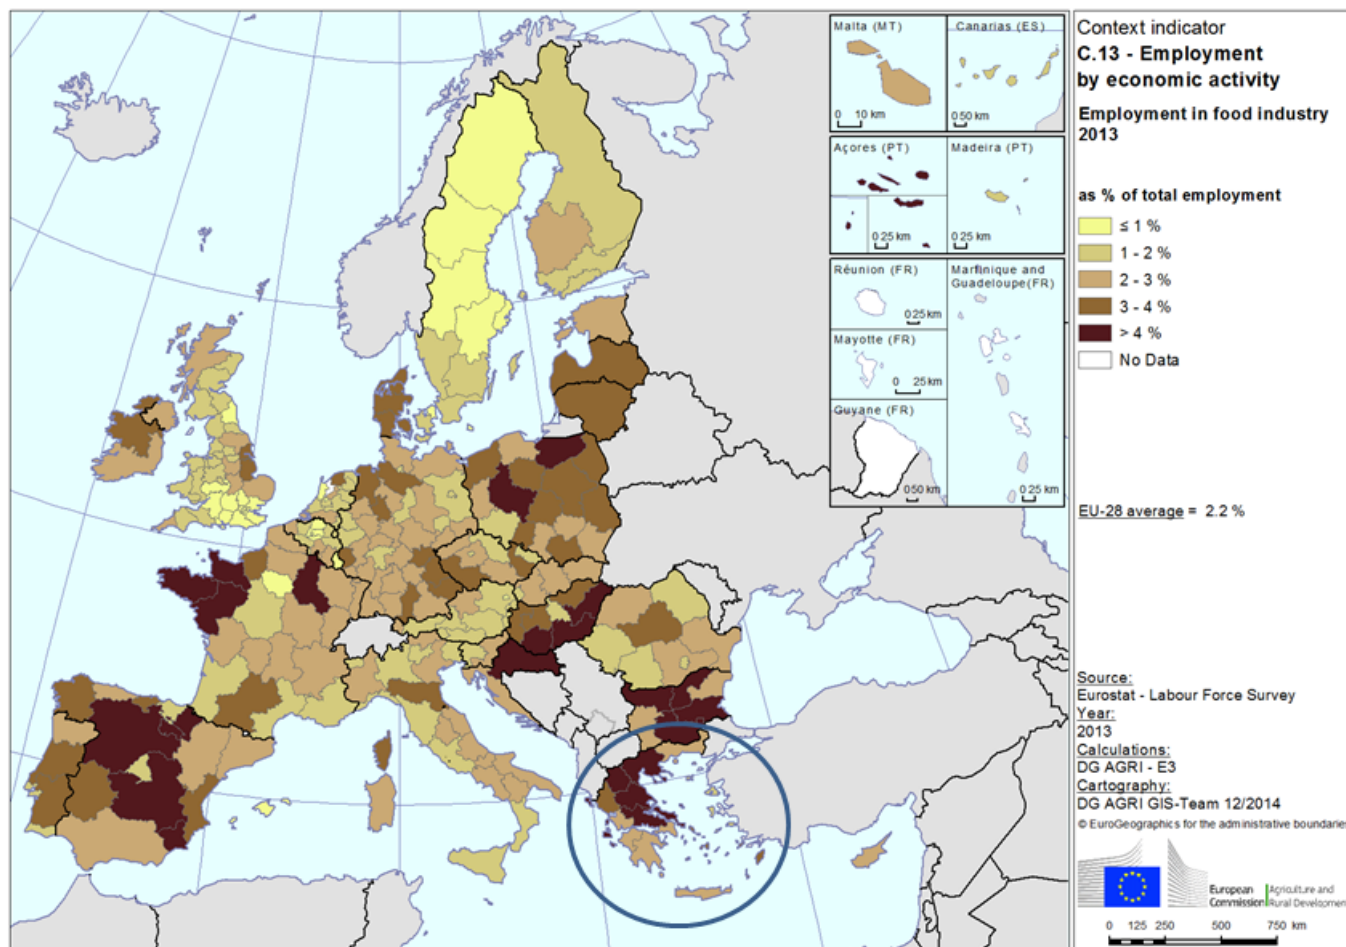 Malta (MT)
0 10 km
Canarias (ES)
0 50 km
Açores (PT)
0 25 km
Madeira (PT)
0 25 km
Réunion (FR)
0 25 km
Martinique and
Guadeloupe(FR)
Mayotte (FR)
0 25 km
Guyane (FR)
0 50 km
0 25 km
Context indicator
C.13 - Employment
by economic activity
Employment in food industry
2013
as % of total employment
≤ 1 %
1 - 2 %
2 - 3 %
3 - 4 %
> 4 %
No Data
EU-28 average = 2.2 %
Source:
Eurostat - Labour Force Survey
Year:
2013
Calculations:
DG AGRI - E3
Cartography:
DG AGRI GIS-Team 12/2014
© EuroGeographics for the administrative boundaries
European
Commission
Agriculture and
Rural Development
0 125 250 500 750 km